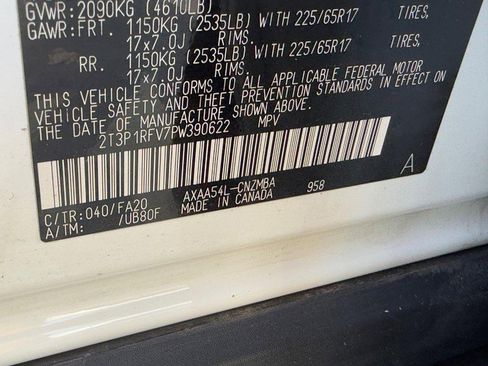 GVWR:2090KG (4610LB)
GAWR:FRT. 1150KG (2535LB) WITH 225/65R17 TIRES,
17x7.0J RIMS.
RR. 1150KG (2535LB) WITH 225/65R17 TIRES,
17x7.0J RIMS.
THIS VEHICLE CONFORMS TO ALL APPLICABLE FEDERAL MOTOR
VEHICLE SAFETY AND THEFT PREVENTION STANDARDS IN EFFECT
ON THE DATE OF MANUFACTURE SHOWN ABOVE.
2T3P1RFV7PW390622 MPV
C/TR:040/FA20 AXAA54L-CNZMBA 958 A
A/TM: /UB80F MADE IN CANADA